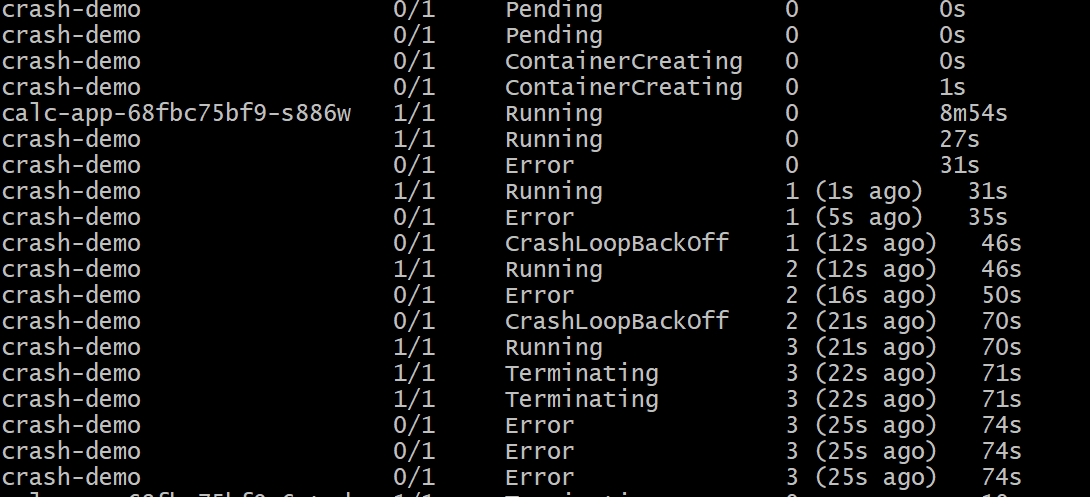 crash-demo 0/1 Pending 0 0s
crash-demo 0/1 Pending 0 0s
crash-demo 0/1 ContainerCreating 0 0s
crash-demo 0/1 ContainerCreating 0 1s
calc-app-68fbc75bf9-s886w 1/1 Running 0 8m54s
crash-demo 1/1 Running 0 27s
crash-demo 0/1 Error 0 31s
crash-demo 1/1 Running 1 (1s ago) 31s
crash-demo 0/1 Error 1 (5s ago) 35s
crash-demo 0/1 CrashLoopBackOff 1 (12s ago) 46s
crash-demo 1/1 Running 2 (12s ago) 46s
crash-demo 0/1 Error 2 (16s ago) 50s
crash-demo 0/1 CrashLoopBackOff 2 (21s ago) 70s
crash-demo 1/1 Running 3 (21s ago) 70s
crash-demo 1/1 Terminating 3 (22s ago) 71s
crash-demo 1/1 Terminating 3 (22s ago) 71s
crash-demo 0/1 Error 3 (25s ago) 74s
crash-demo 0/1 Error 3 (25s ago) 74s
crash-demo 0/1 Error 3 (25s ago) 74s